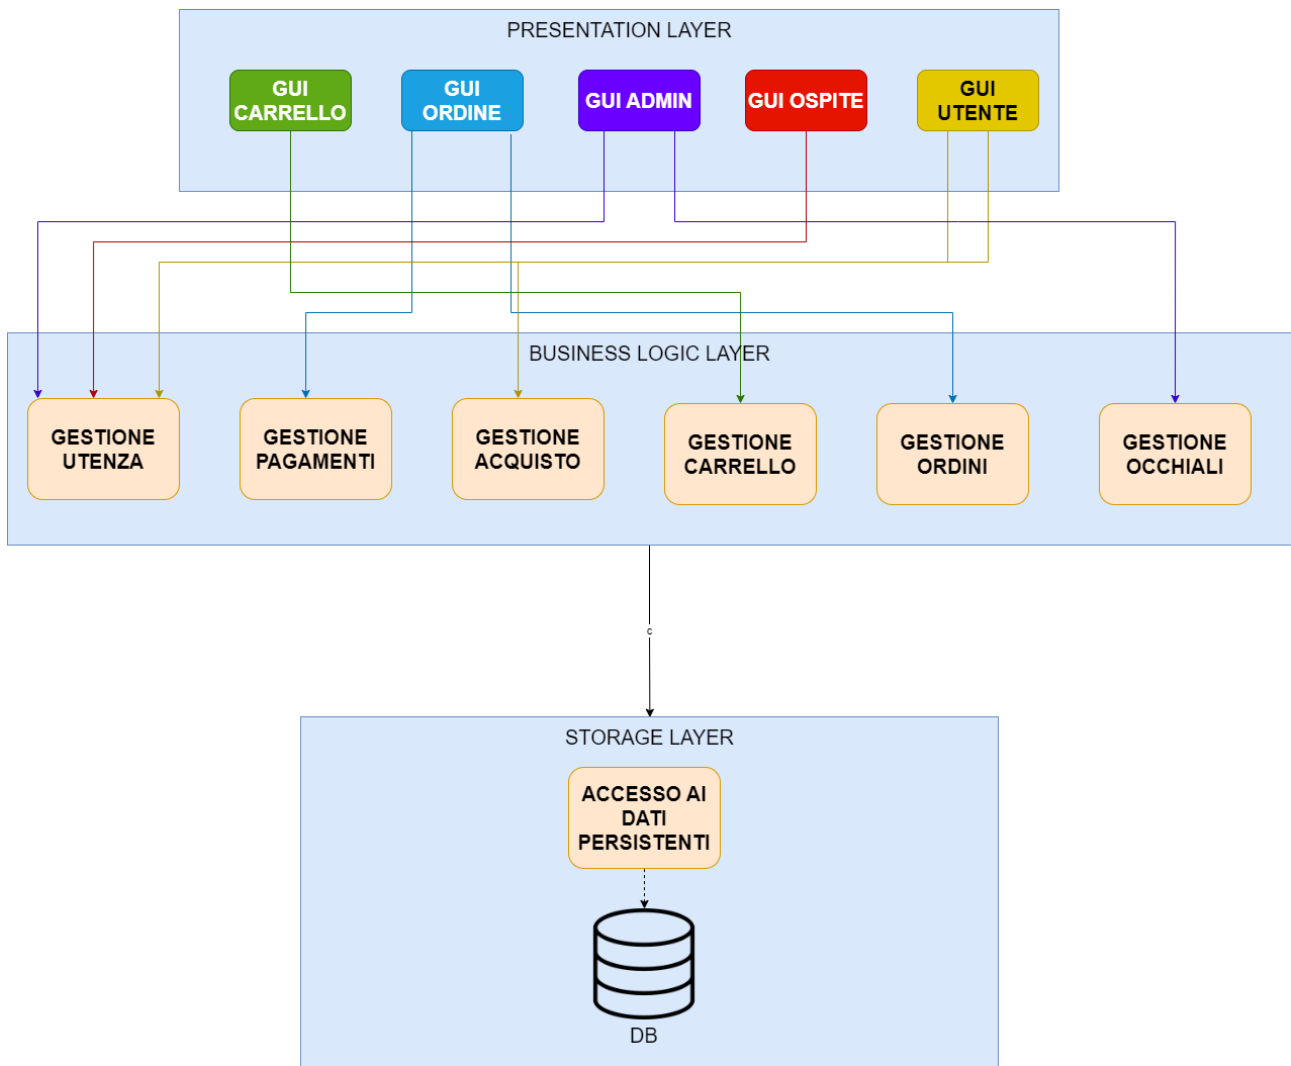 PRESENTATION LAYER
GUI
CARRELLO
GUI
ORDINE
GUI ADMIN
GUI OSPITE
GUI
UTENTE
BUSINESS LOGIC LAYER
GESTIONE
UTENZA
GESTIONE
PAGAMENTI
GESTIONE
ACQUISTO
GESTIONE
CARRELLO
GESTIONE
ORDINI
GESTIONE
OCCHIALI
c
STORAGE LAYER
ACCESSO AI
DATI
PERSISTENTI
DB